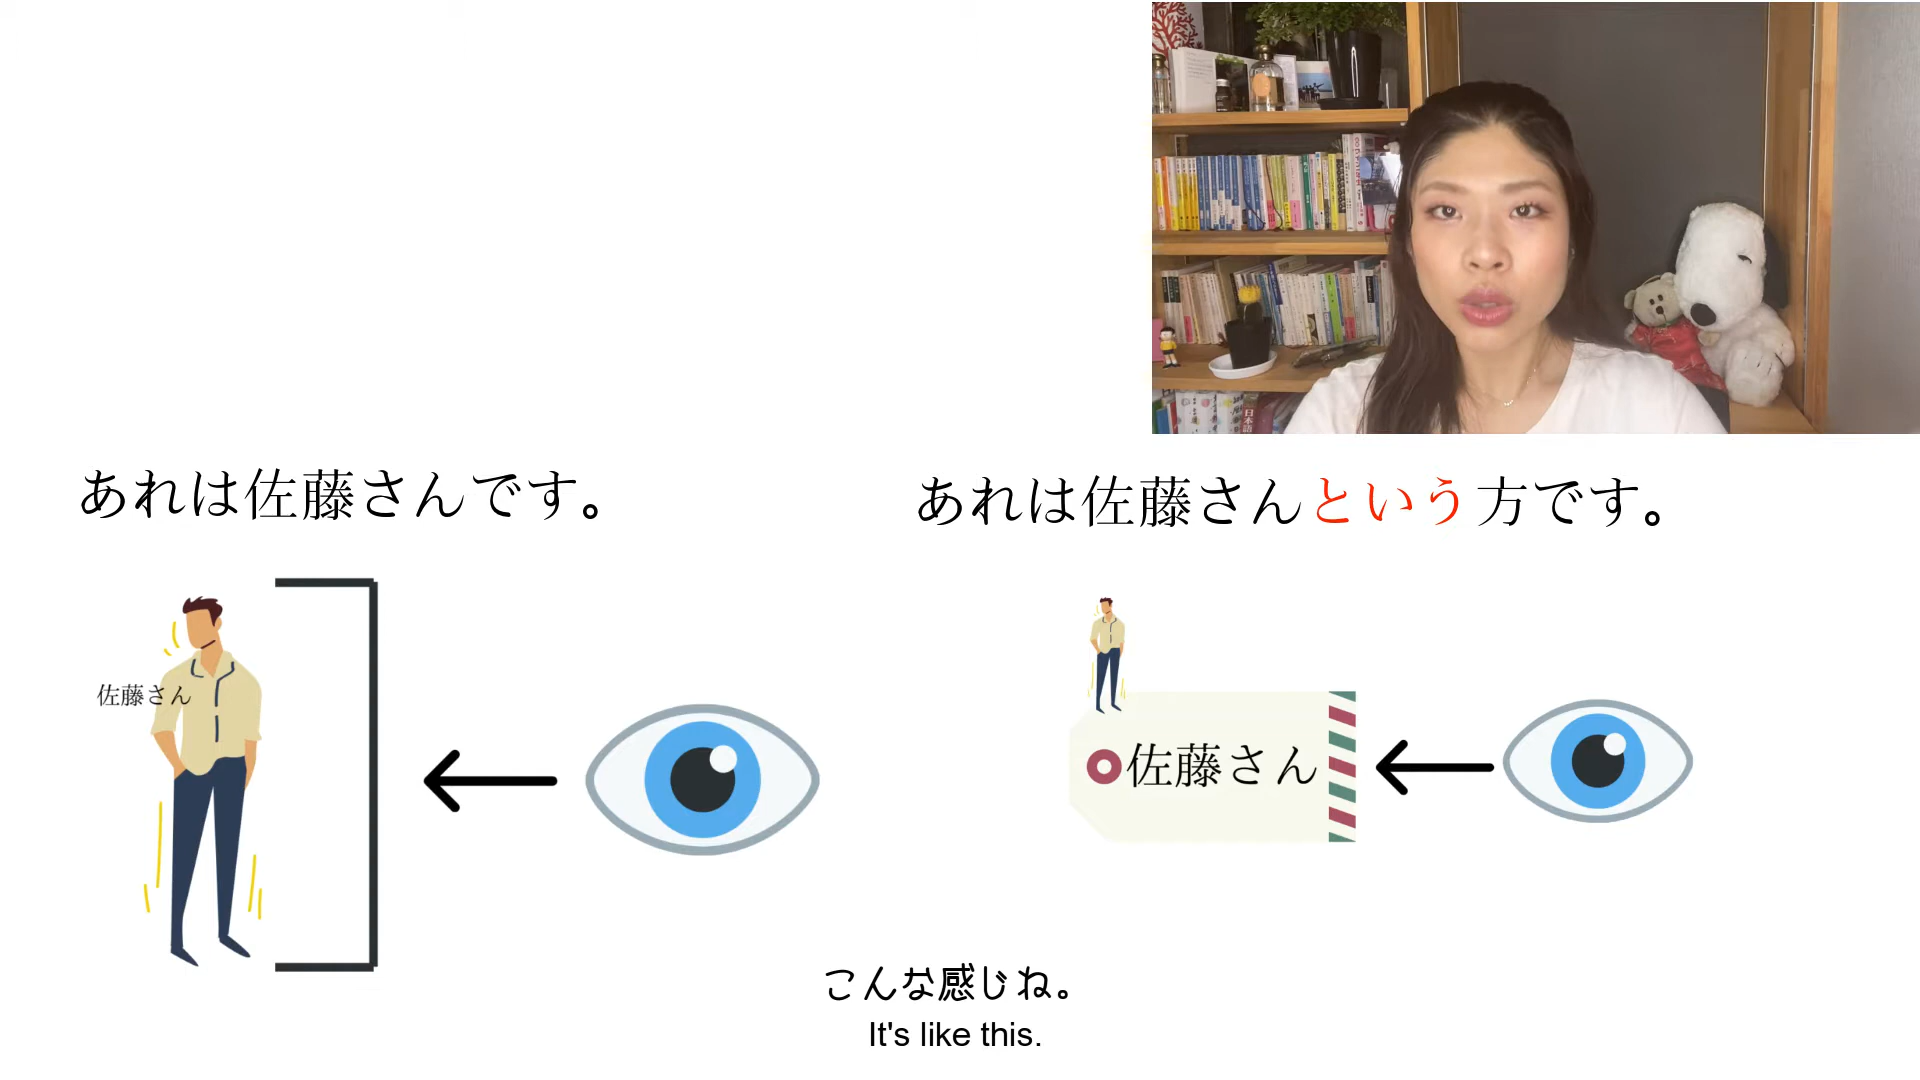 あれは佐藤さんです。
あれは佐藤さんという方です。
佐藤さん
佐藤さん
こんな感じね。
It's like this.